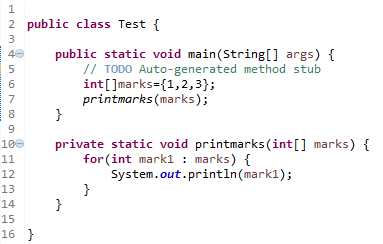 1
2 public class Test {
3
4 public static void main(String[] args) {
5 // TODO Auto-generated method stub
6 int[]marks={1,2,3};
7 printmarks(marks);
8 }
9
10 private static void printmarks(int[] marks) {
11 for(int mark1 : marks) {
12 System.out.println(mark1);
13 }
14 }
15
16 }